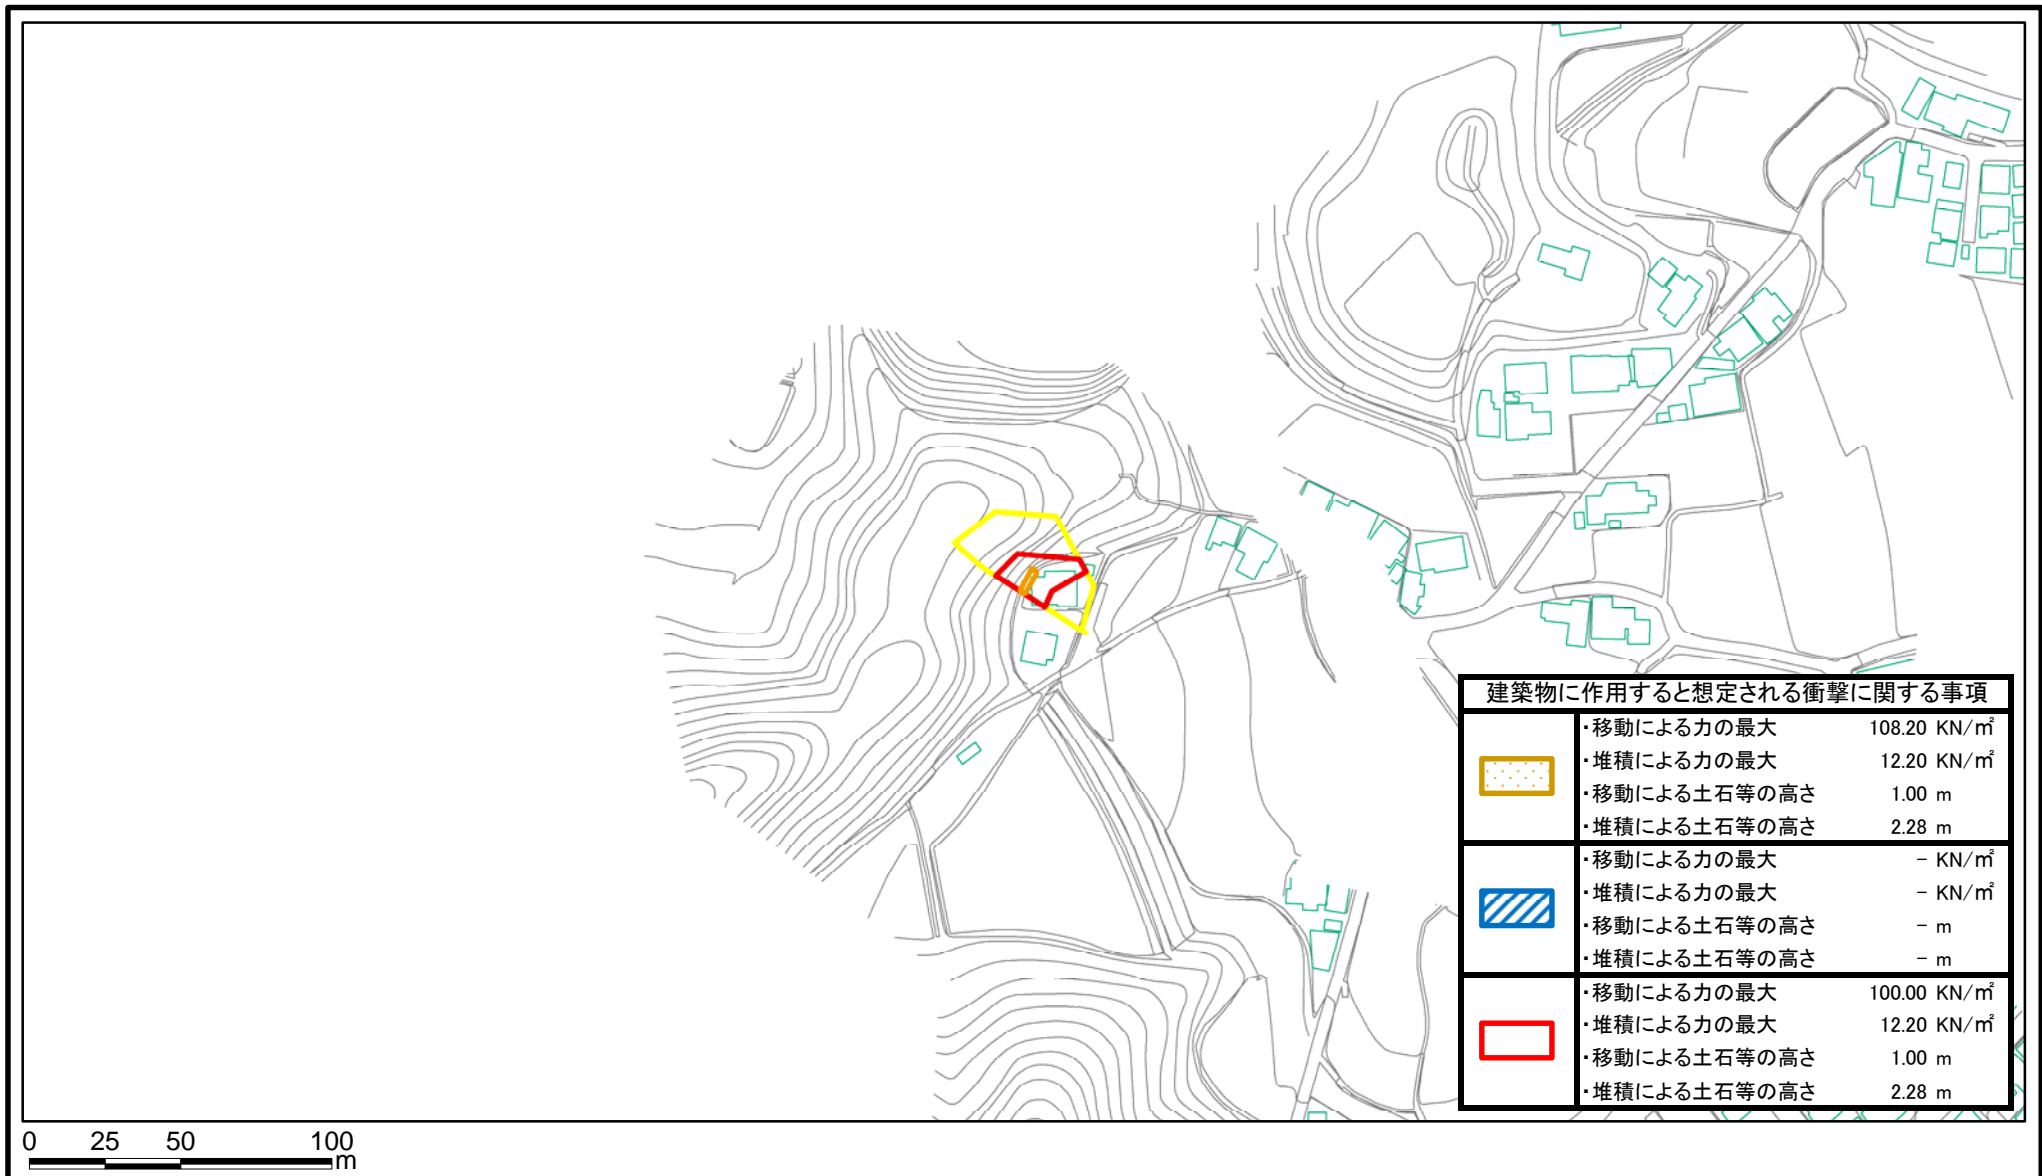 建築物に作用すると想定される衝撃に関する事項
・移動による力の最大 108.20 KN/㎡
・堆積による力の最大 12.20 KN/㎡
・移動による土石等の高さ 1.00 m
・堆積による土石等の高さ 2.28 m
・移動による力の最大 − KN/㎡
・堆積による力の最大 − KN/㎡
・移動による土石等の高さ − m
・堆積による土石等の高さ − m
・移動による力の最大 100.00 KN/㎡
・堆積による力の最大 12.20 KN/㎡
・移動による土石等の高さ 1.00 m
・堆積による土石等の高さ 2.28 m
0 25 50 100
m